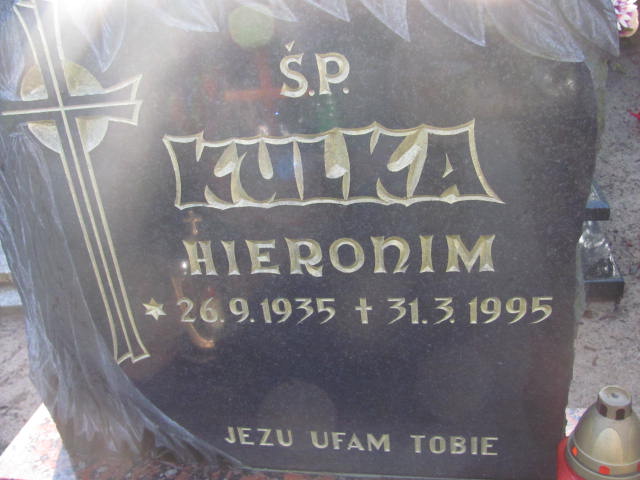 Ś.P.
KULKA
HIERONIM
* 26.9.1935 † 31.3.1995
JEZU UFAM TOBIE